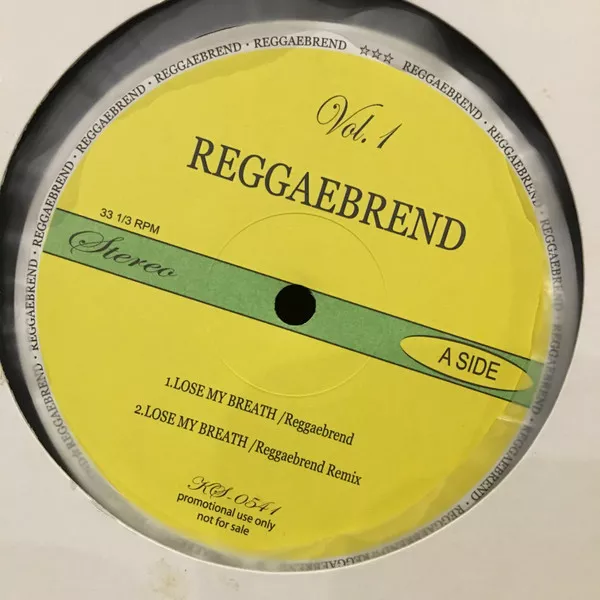 REGGAEBREND · REGGAEBREND · REGGAEBREND · REGGAEBREND ☆☆☆ REGGAEBREND · REGGAEBREND · REGGAEBREND · REGGAEBREND · REGGAEBREND
Vol. 1
REGGAEBREND
33 1/3 RPM
Stereo
A SIDE
1.LOSE MY BREATH /Reggaebrend
2.LOSE MY BREATH /Reggaebrend Remix
KS-0541
promotional use only
not for sale